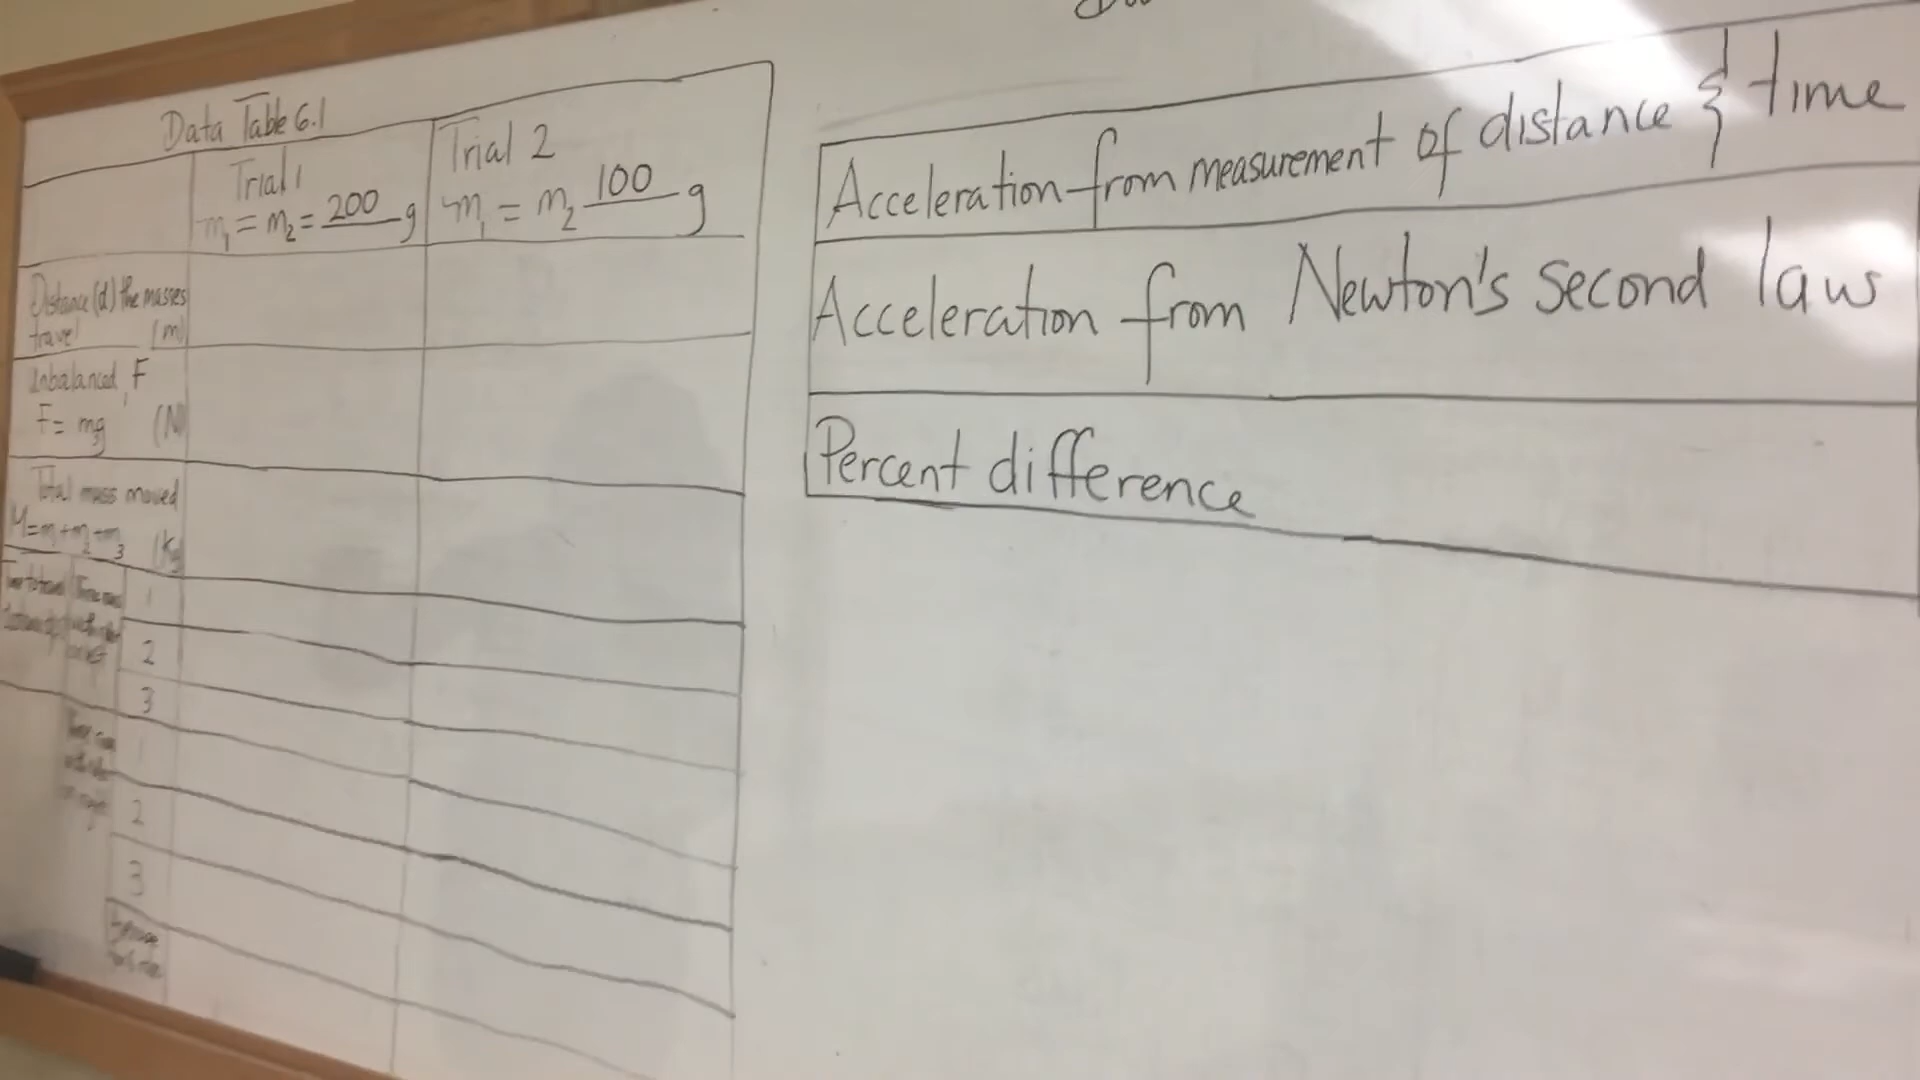 Data Table 6.1
Trial 1
m₁ = m₂ = 200 g
Trial 2
m₁ = m₂ 100 g
Distance (d) the masses
travel (m)
Unbalanced, F
F = mg (N)
Total mass moved
M = m₁ + m₂ + m₃ (Kg)
1
2
3
1
2
3
Acceleration from measurement of distance & time
Acceleration from Newton's second law
Percent difference